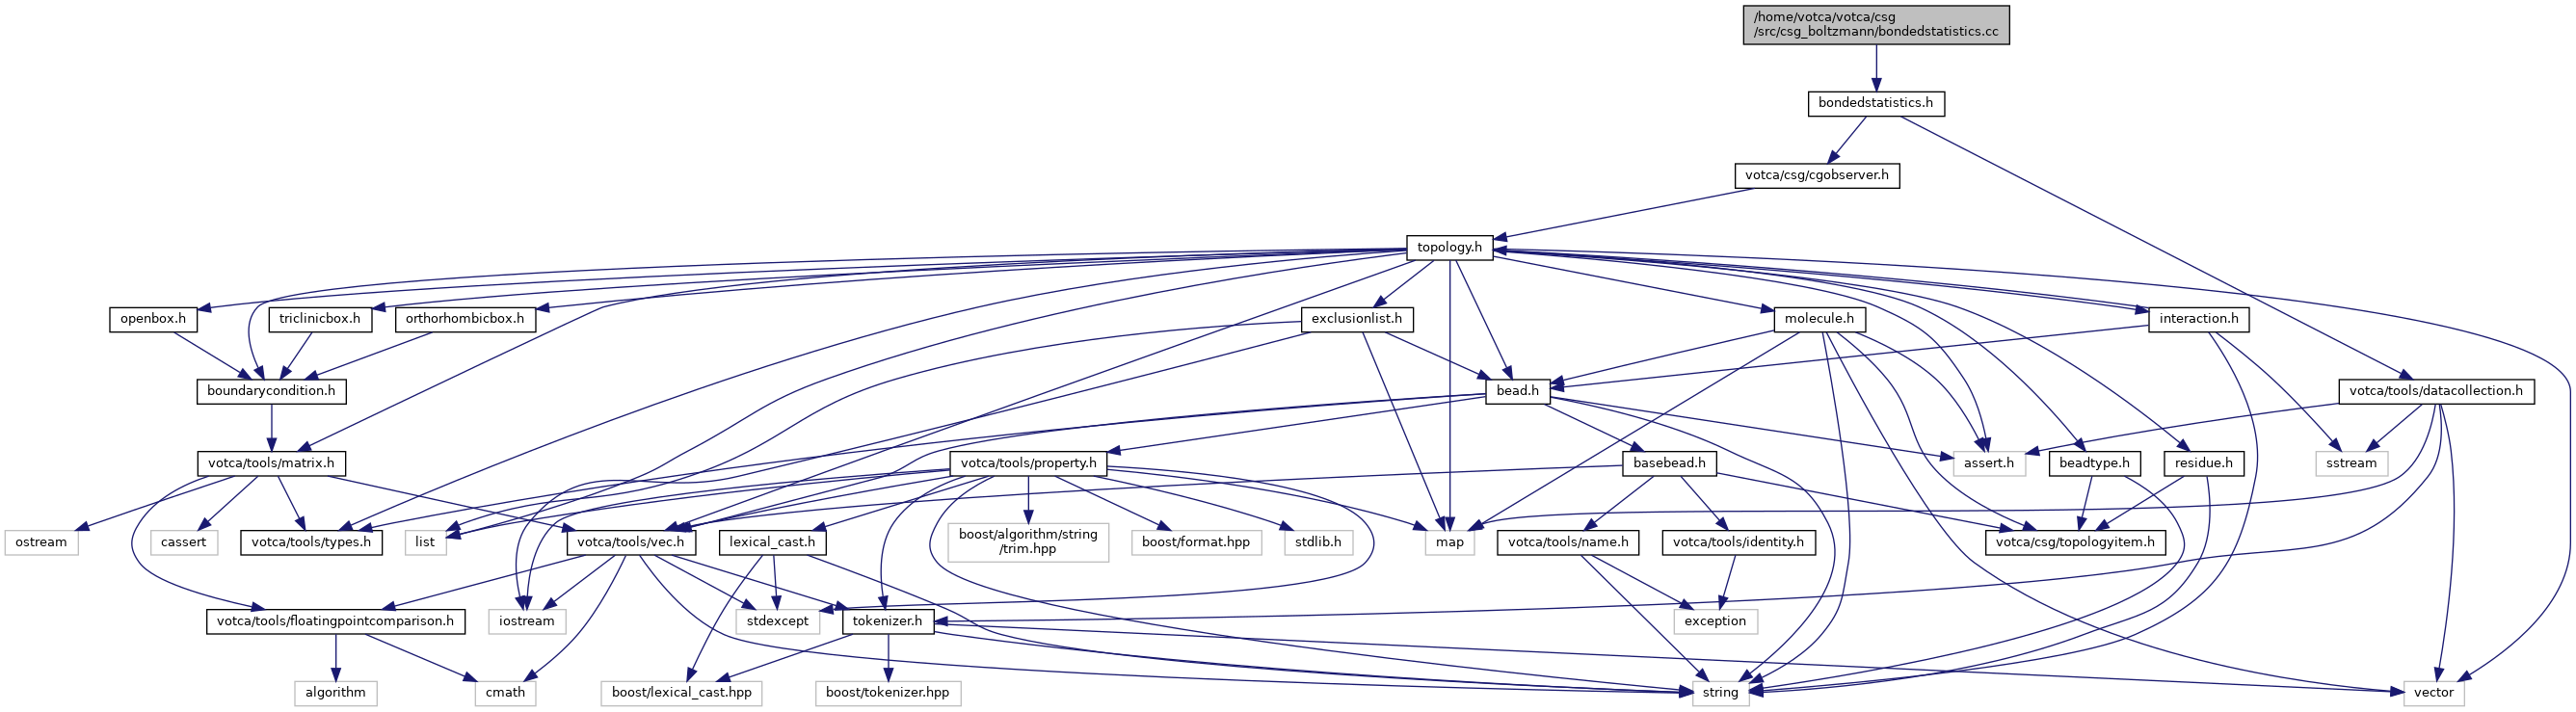 /home/votca/votca/csg
/src/csg_boltzmann/bondedstatistics.cc
bondedstatistics.h
votca/csg/cgobserver.h
topology.h
openbox.h
triclinicbox.h
orthorhombicbox.h
exclusionlist.h
molecule.h
interaction.h
boundarycondition.h
bead.h
votca/tools/datacollection.h
votca/tools/matrix.h
votca/tools/property.h
basebead.h
assert.h
beadtype.h
residue.h
sstream
ostream
cassert
votca/tools/types.h
list
votca/tools/vec.h
lexical_cast.h
boost/algorithm/string
/trim.hpp
boost/format.hpp
stdlib.h
map
votca/tools/name.h
votca/tools/identity.h
votca/csg/topologyitem.h
votca/tools/floatingpointcomparison.h
iostream
stdexcept
tokenizer.h
exception
algorithm
cmath
boost/lexical_cast.hpp
boost/tokenizer.hpp
string
vector